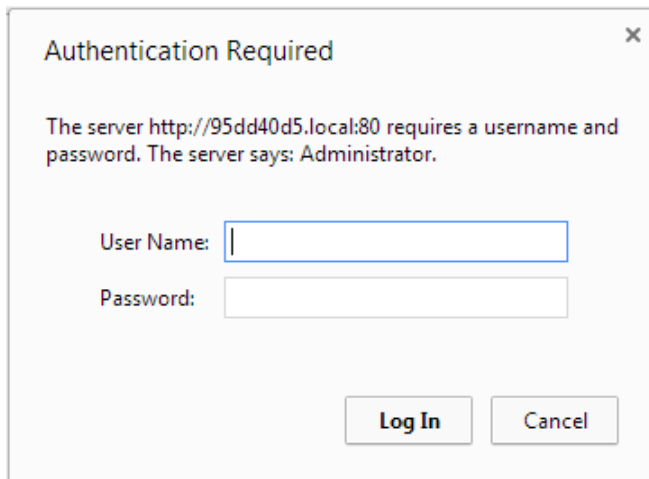 Authentication Required
The server http://95dd40d5.local:80 requires a username and
password. The server says: Administrator.
User Name:
Password:
Log In
Cancel